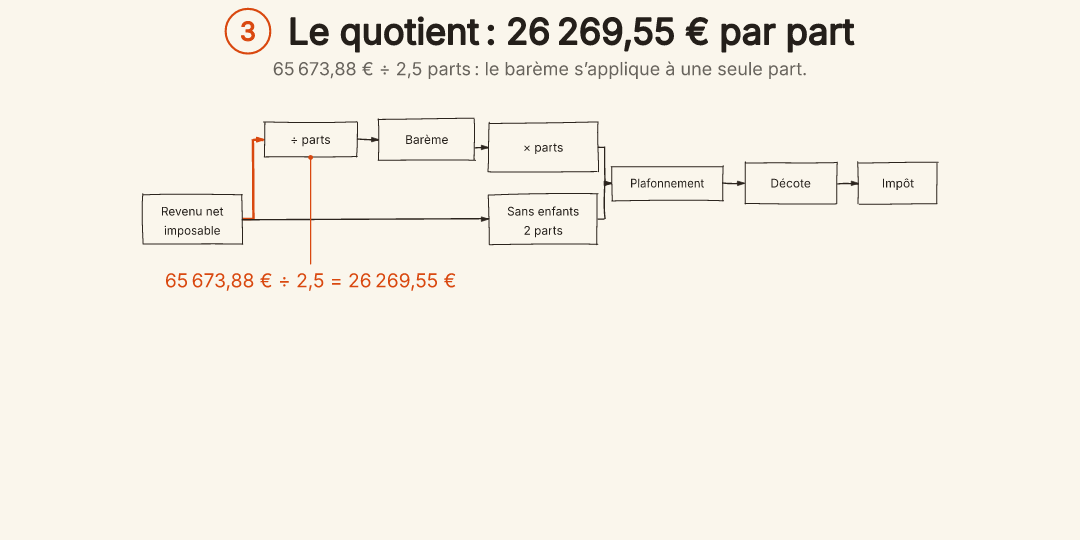 3 Le quotient : 26 269,55 € par part
65 673,88 € ÷ 2,5 parts : le barème s’applique à une seule part.
÷ parts
Barème
× parts
Plafonnement
Décote
Impôt
Revenu net
imposable
Sans enfants
2 parts
65 673,88 € ÷ 2,5 = 26 269,55 €